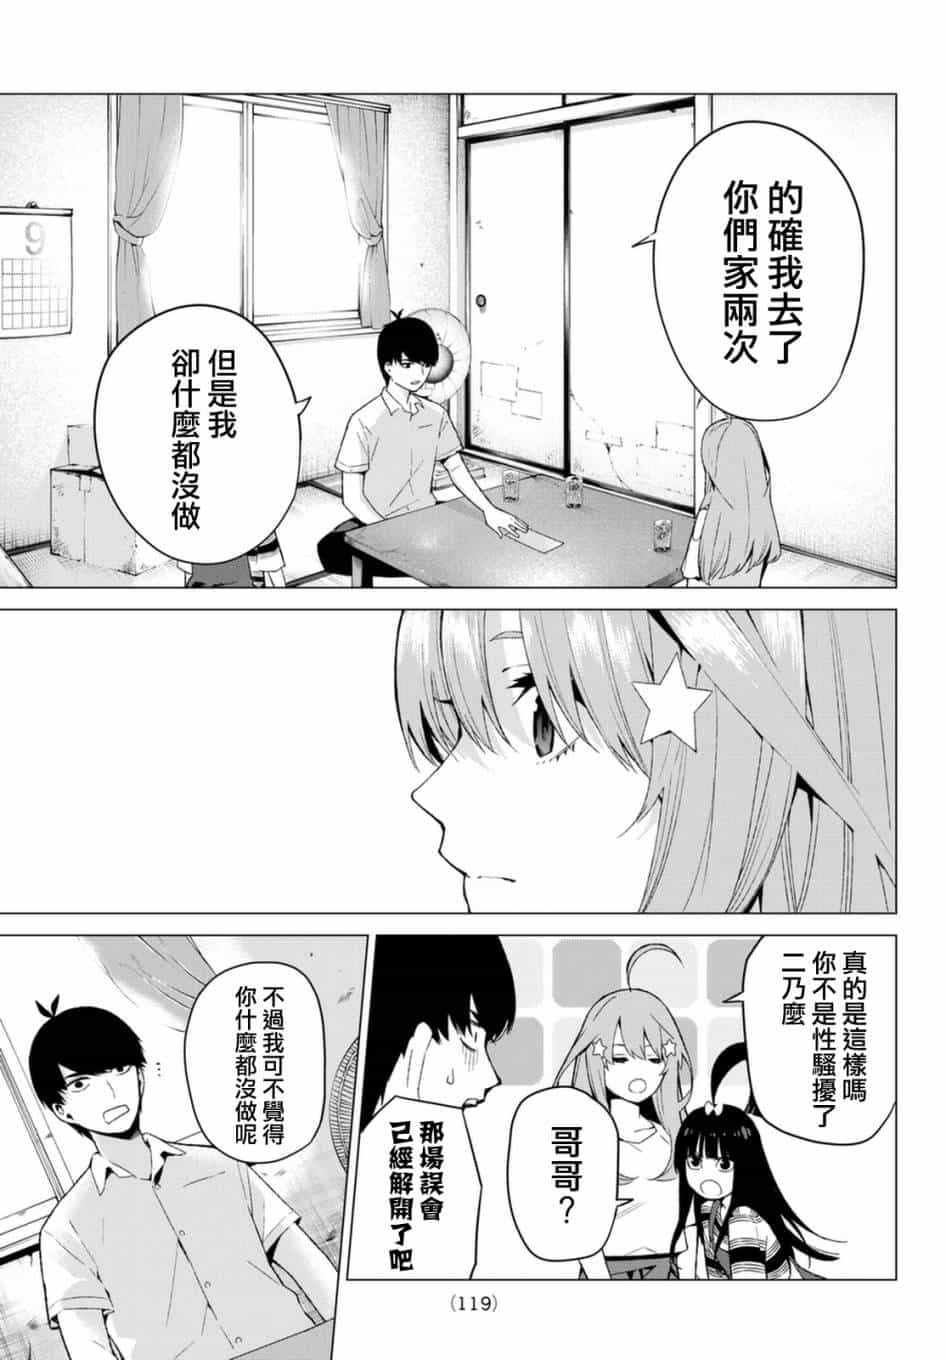 的確我去了
你們家兩次
但是我
卻什麼都沒做
9
真的是這樣嗎
你不是性騷擾了
二乃麼
哥哥?
那場誤會
已經解開了吧
不過我可不覺得
你什麼都沒做呢
(119)